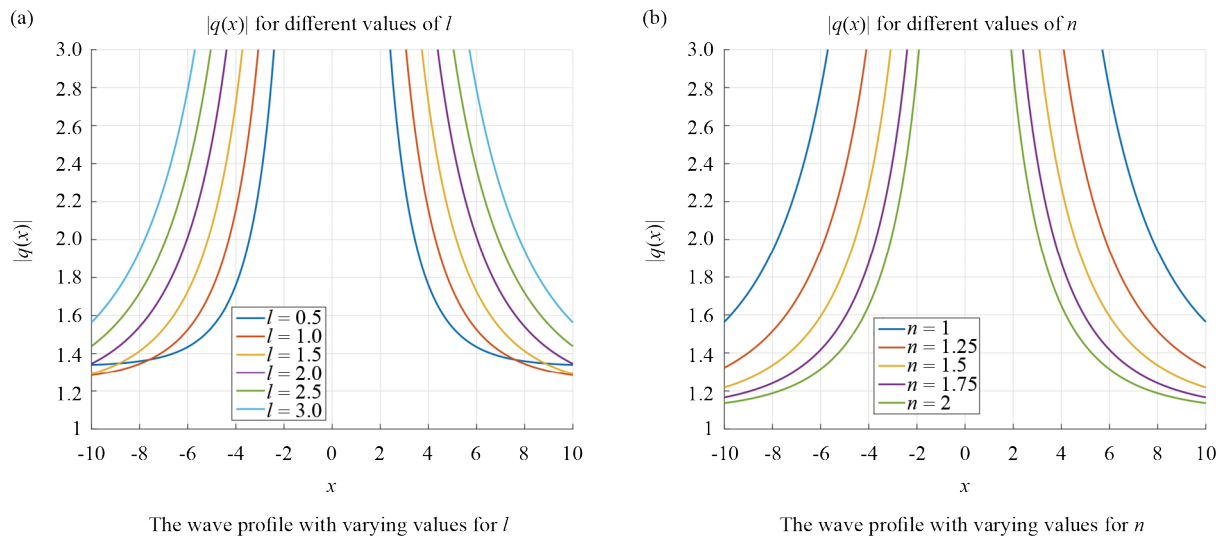 (a)
|q(x)| for different values of l
3.0
2.8
2.6
2.4
2.2
2.0
1.8
1.6
1.4
1.2
1
|q(x)|
l = 0.5
l = 1.0
l = 1.5
l = 2.0
l = 2.5
l = 3.0
-10 -8 -6 -4 -2 0 2 4 6 8 10
x
The wave profile with varying values for l
(b)
|q(x)| for different values of n
3.0
2.8
2.6
2.4
2.2
2.0
1.8
1.6
1.4
1.2
1
|q(x)|
n = 1
n = 1.25
n = 1.5
n = 1.75
n = 2
-10 -8 -6 -4 -2 0 2 4 6 8 10
x
The wave profile with varying values for n